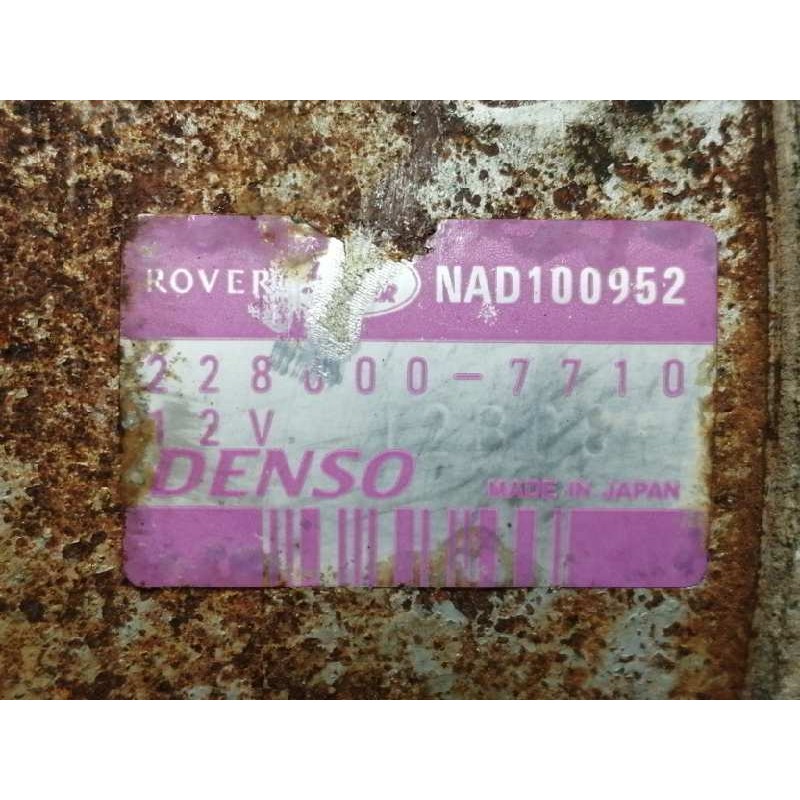 ROVER NAD100952
228000-7710
12V
DENSO MADE IN JAPAN